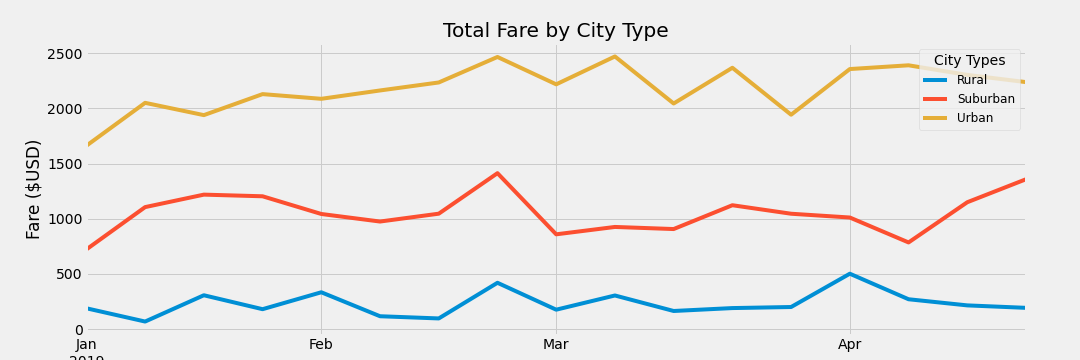 Total Fare by City Type
Fare ($USD)
2500
2000
1500
1000
500
0
Jan
Feb
Mar
Apr
City Types
Rural
Suburban
Urban